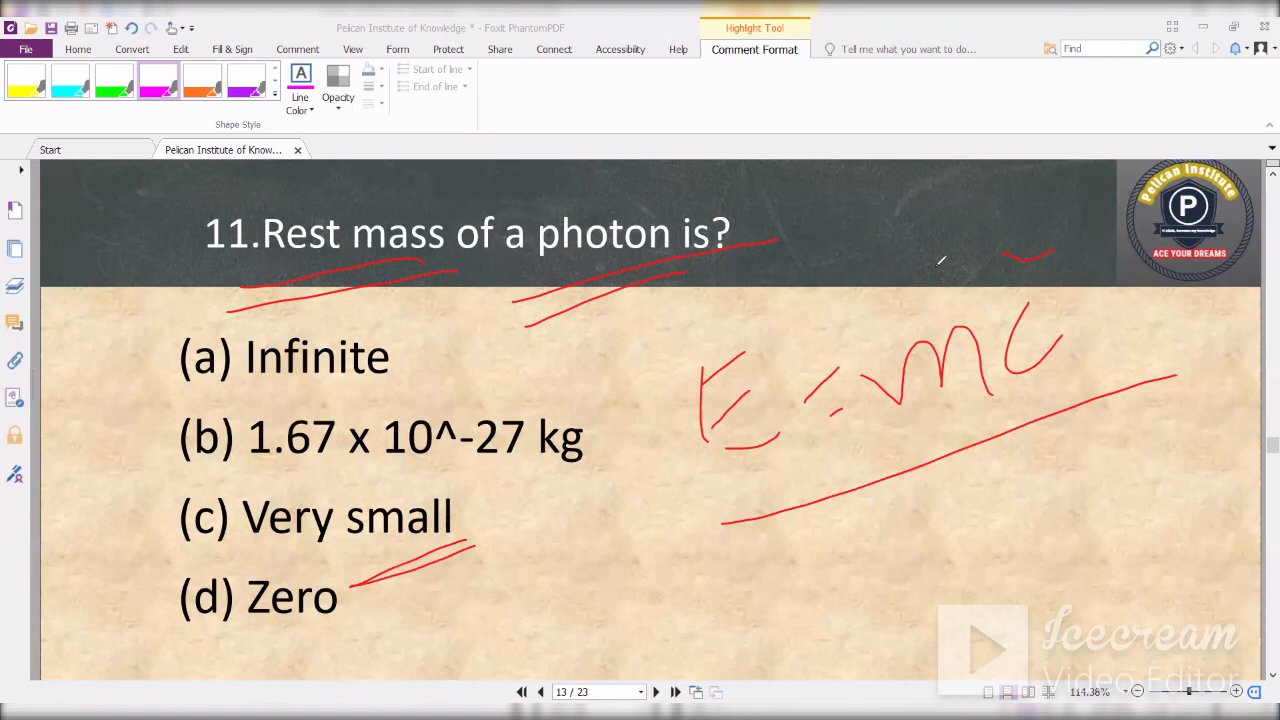 Pelican Institute of Knowledge * - Foxit PhantomPDF
Highlight Tool
File Home Convert Edit Fill & Sign Comment View Form Protect Share Connect Accessibility Help Comment Format Tell me what you want to do... Find
Start of line
End of line
Line Color
Opacity
Shape Style
Start
Pelican Institute of Know...
11.Rest mass of a photon is?
Pelican Institute
P
ACE YOUR DREAMS
(a) Infinite
E = mc
(b) 1.67 x 10^-27 kg
(c) Very small
(d) Zero
Icecream
Video Editor
13 / 23
114.38%